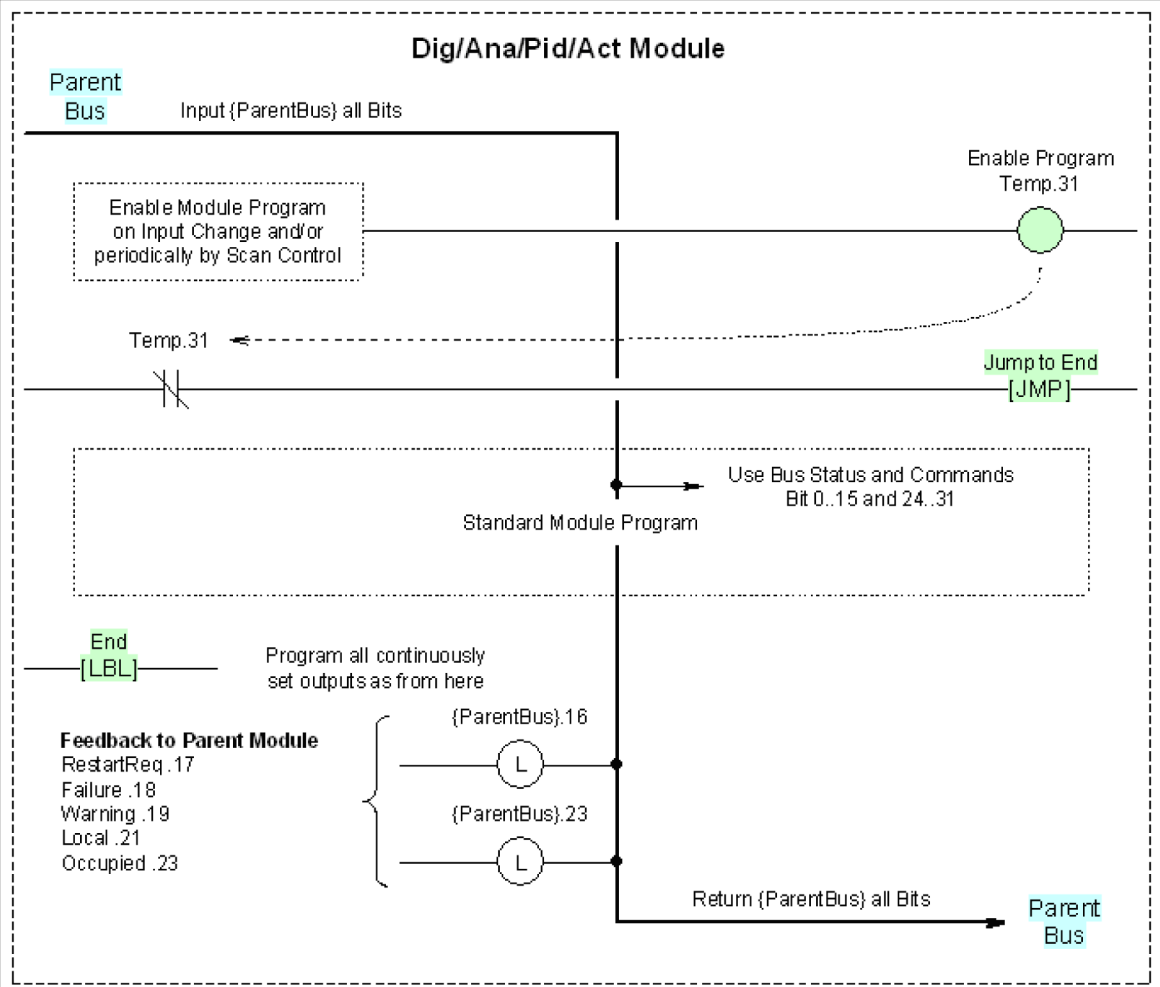 Dig/Ana/Pid/Act Module
Parent
Bus
Input {ParentBus} all Bits
Enable Program
Temp.31
Enable Module Program
on Input Change and/or
periodically by Scan Control
Temp.31
Jump to End
[JMP]
Use Bus Status and Commands
Bit 0..15 and 24..31
Standard Module Program
End
[LBL]
Program all continuously
set outputs as from here
{ParentBus}.16
L
Feedback to Parent Module
RestartReq .17
Failure .18
Warning .19
Local .21
Occupied .23
{ParentBus}.23
L
Return {ParentBus} all Bits
Parent
Bus